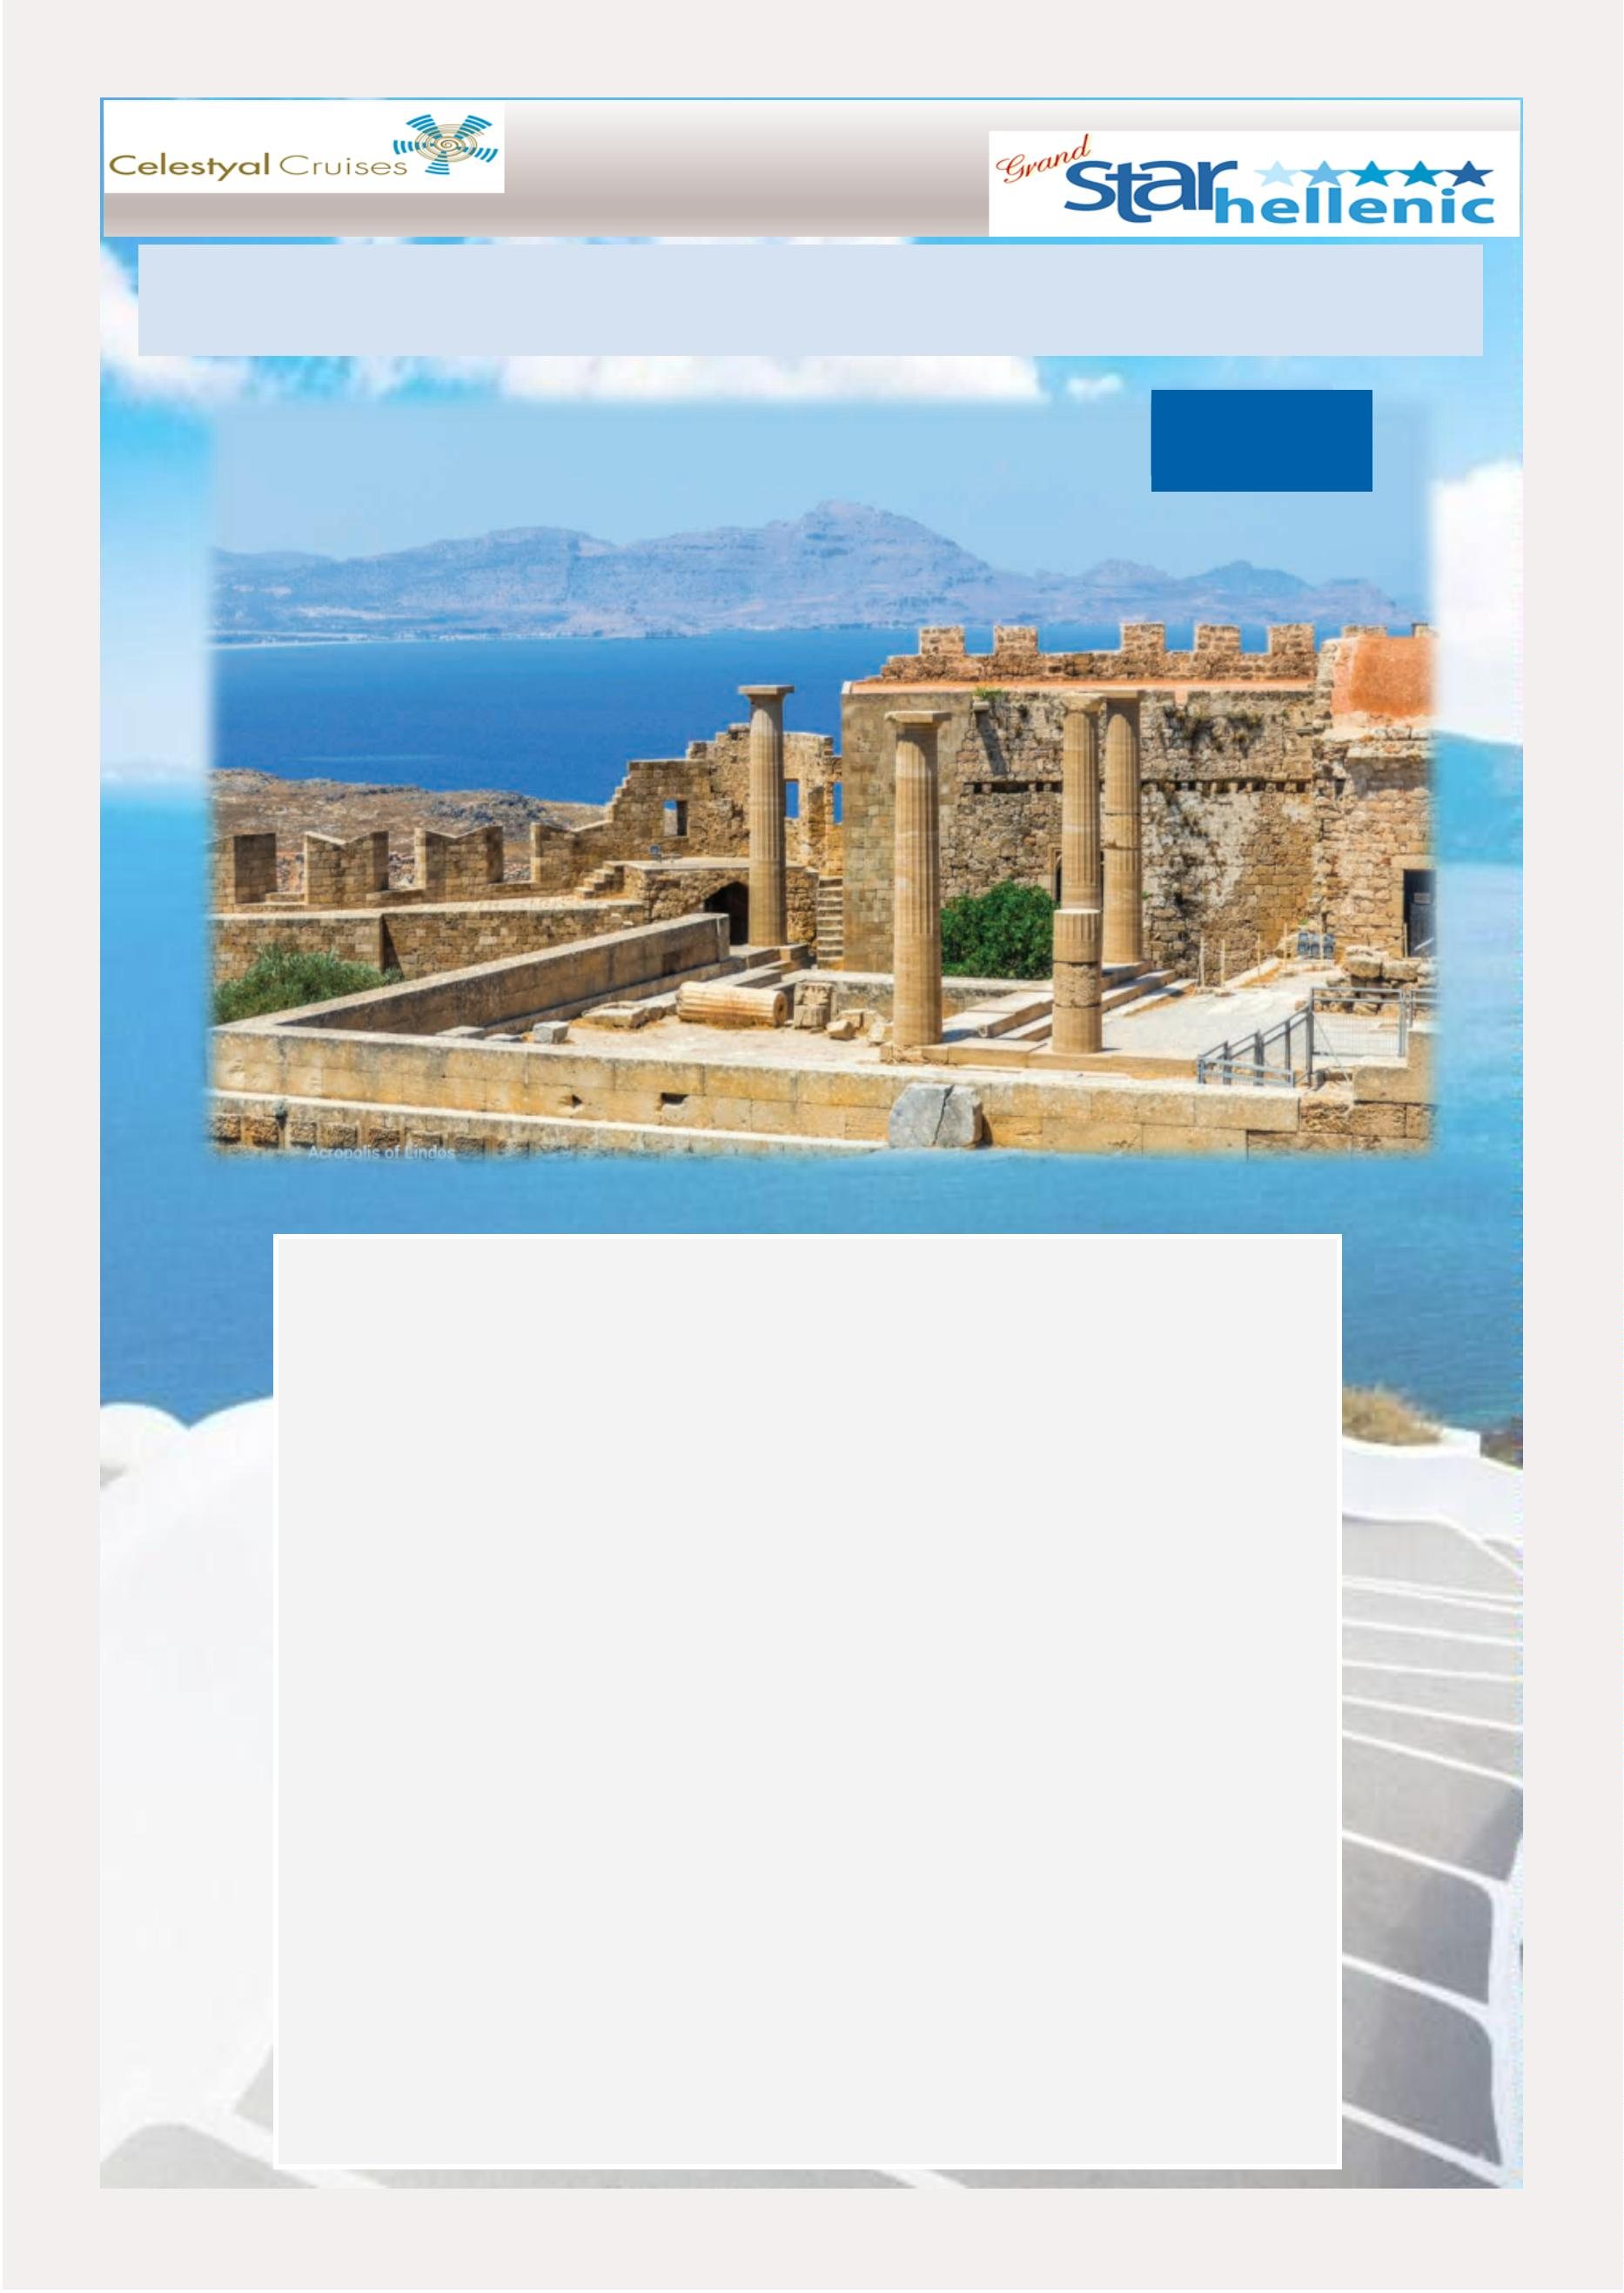 Celestyal Cruises
Grand
Star
hellenic
Acropolis of Lindos